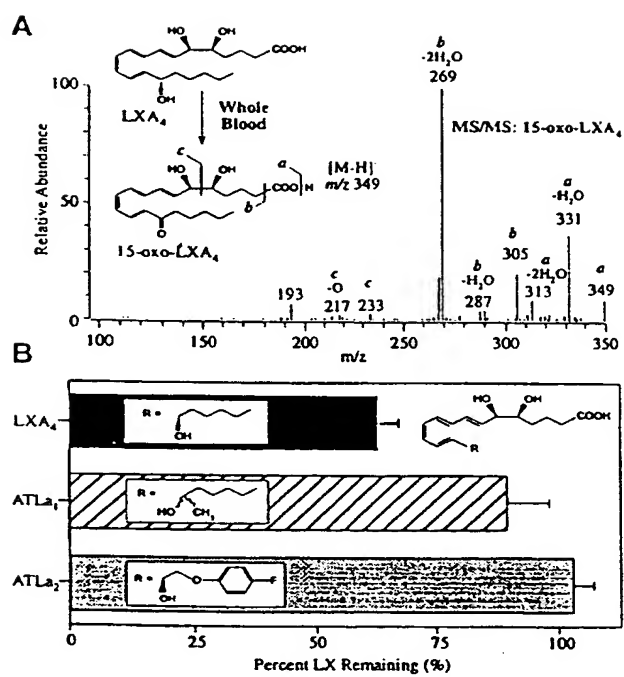 A
HO OH
COOH
OH
LXA₄
Whole
Blood
c
HO OH
a
COO H
b
[M-H]
m/z 349
O
15-oxo-LXA₄
b
-2H₂O
269
MS/MS: 15-oxo-LXA₄
a
-H₂O
331
b
305
a
-2H₂O
313
a
349
b
-H₂O
287
c
-O
217
c
233
193
Relative Abundance
100
50
0
100 150 200 250 300 350
m/z
B
LXA₄
R =
OH
HO OH
COOH
R
ATLa₁
R =
HO CH₃
ATLa₂
R =
O
F
OH
0 25 50 75 100
Percent LX Remaining (%)